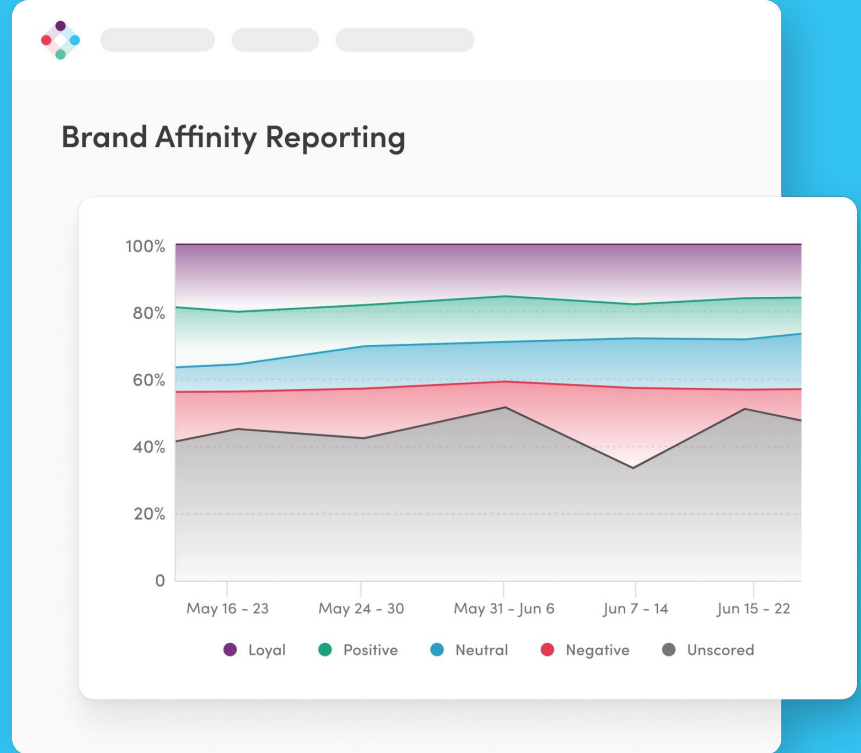 Brand Affinity Reporting
100%
80%
60%
40%
20%
0
May 16 - 23 May 24 - 30 May 31 - Jun 6 Jun 7 - 14 Jun 15 - 22
Loyal Positive Neutral Negative Unscored